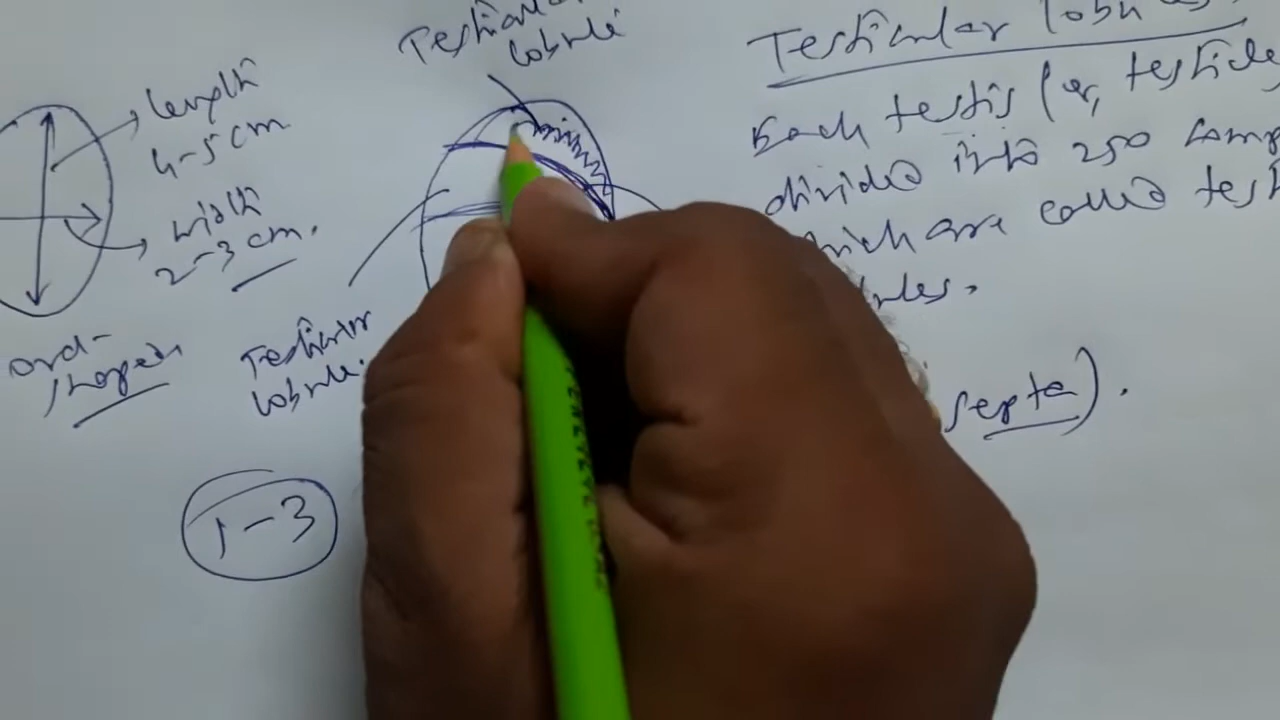 Testicular
lobule
length
4-5 cm
width
2-3 cm.
oval-
shaped
Testicular
lobule.
1-3
Testicular lobules.
Each testis (or, testicle
divided into 250 comp
which are called test
septa).